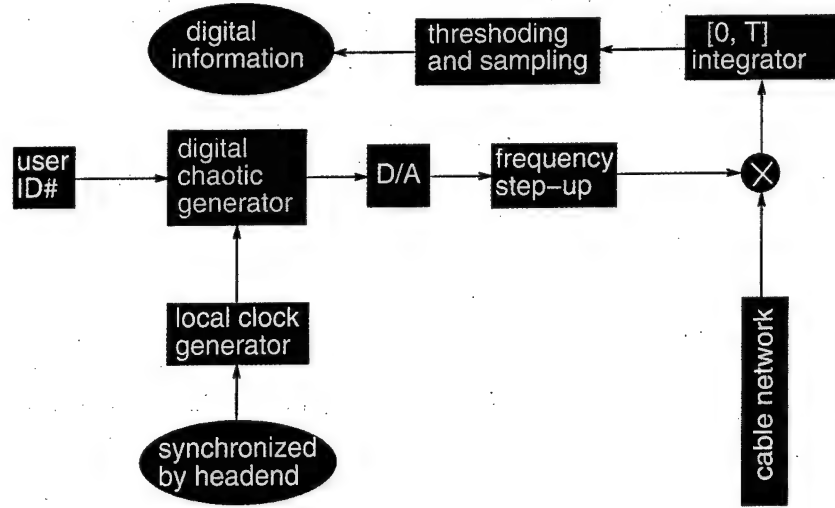 digital
information
threshoding
and sampling
[0, T]
integrator
user
ID#
digital
chaotic
generator
D/A
frequency
step-up
×
local clock
generator
synchronized
by headend
cable network